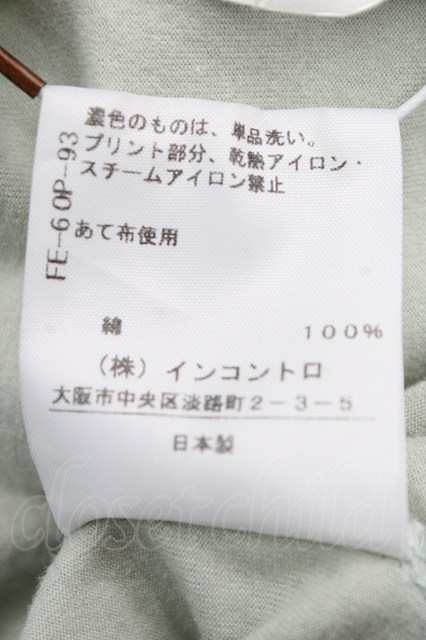 濃色のものは、単品洗い。
プリント部分、乾熱アイロン・
スチームアイロン禁止
あて布使用
FE-6OP-93
綿 100%
(株)インコントロ
大阪市中央区淡路町2-3-5
日本製
closetchild